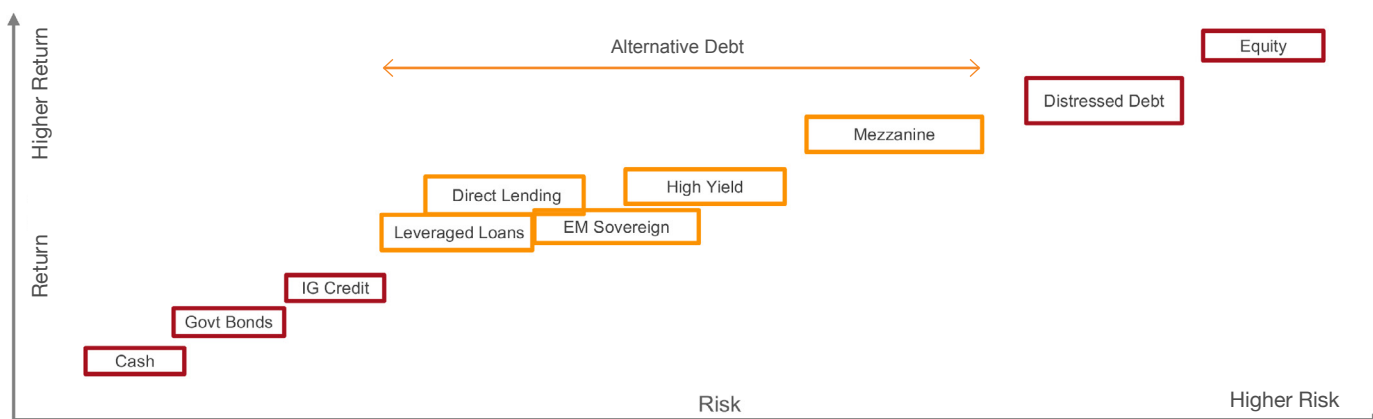 Higher Return
Return
Alternative Debt
Equity
Distressed Debt
Mezzanine
High Yield
Direct Lending
EM Sovereign
Leveraged Loans
IG Credit
Govt Bonds
Cash
Risk
Higher Risk